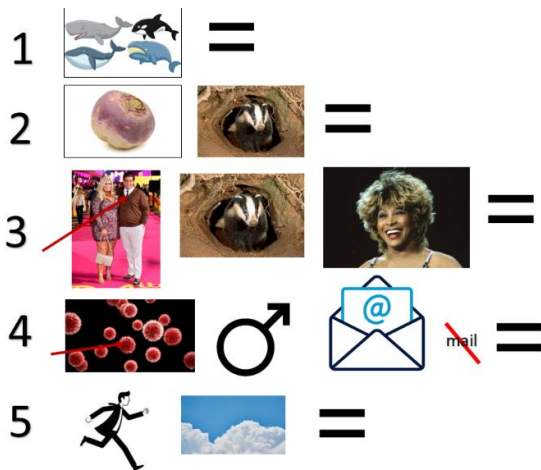 1 =
2 =
3 =
4 @ mail =
5 =